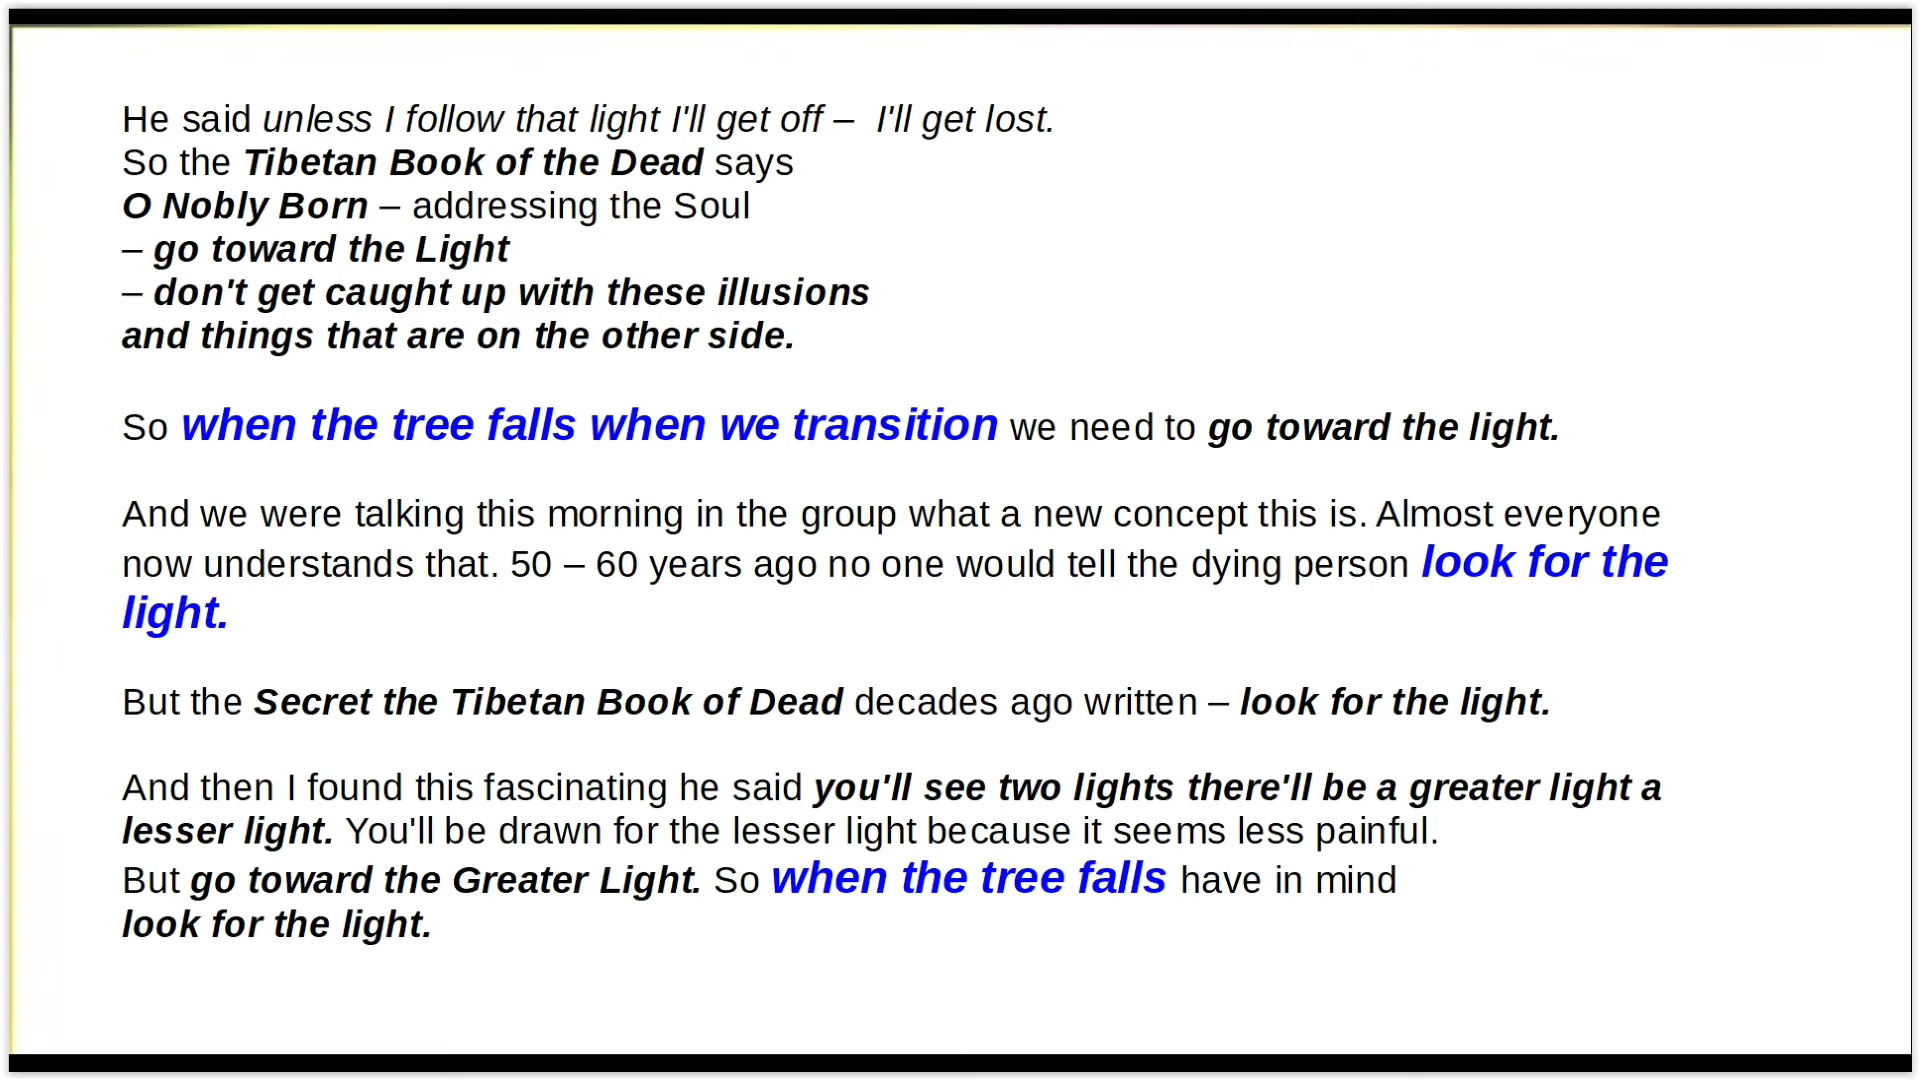 He said unless I follow that light I'll get off – I'll get lost.
So the Tibetan Book of the Dead says
O Nobly Born – addressing the Soul
– go toward the Light
– don't get caught up with these illusions
and things that are on the other side.
So when the tree falls when we transition we need to go toward the light.
And we were talking this morning in the group what a new concept this is. Almost everyone
now understands that. 50 – 60 years ago no one would tell the dying person look for the
light.
But the Secret the Tibetan Book of Dead decades ago written – look for the light.
And then I found this fascinating he said you'll see two lights there'll be a greater light a
lesser light. You'll be drawn for the lesser light because it seems less painful.
But go toward the Greater Light. So when the tree falls have in mind
look for the light.